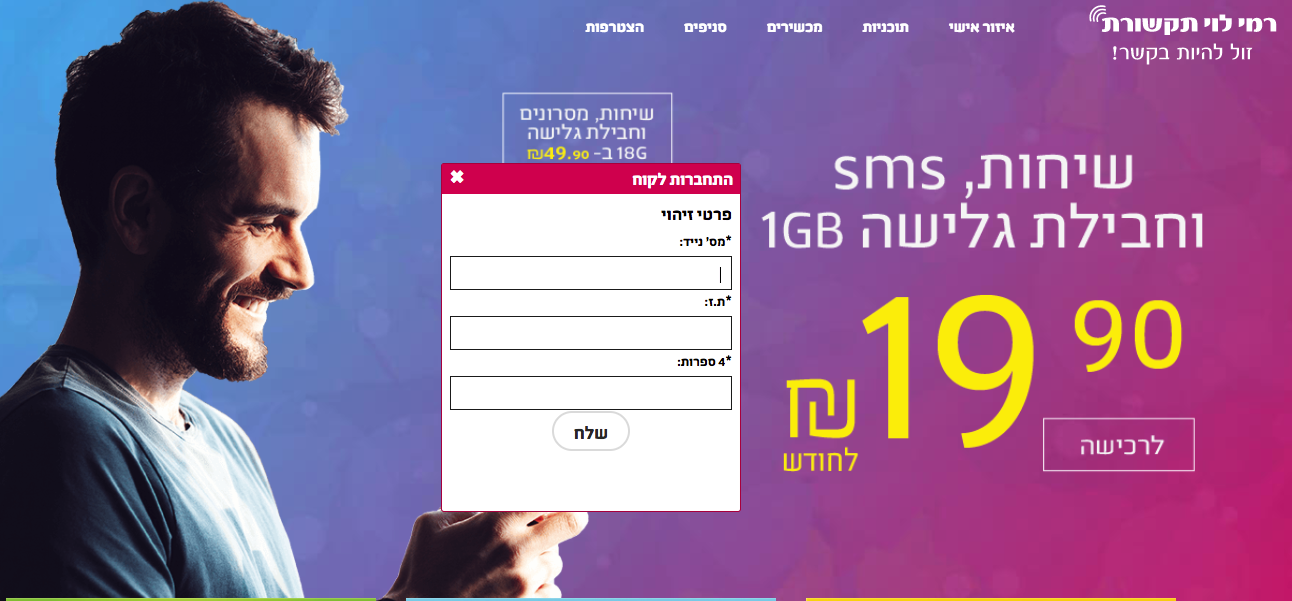 רמי לוי תקשורת
זול להיות בקשר!
איזור אישי
תוכניות
מכשירים
סניפים
הצטרפות
שיחות, מסרונים
וחבילת גלישה
18G ב- 49.90₪
שיחות, sms
וחבילת גלישה 1GB
19 90
₪
לחודש
לרכישה
התחברות לקוח
✖
פרטי זיהוי
*מס' נייד:
*ת.ז:
*4 ספרות:
שלח